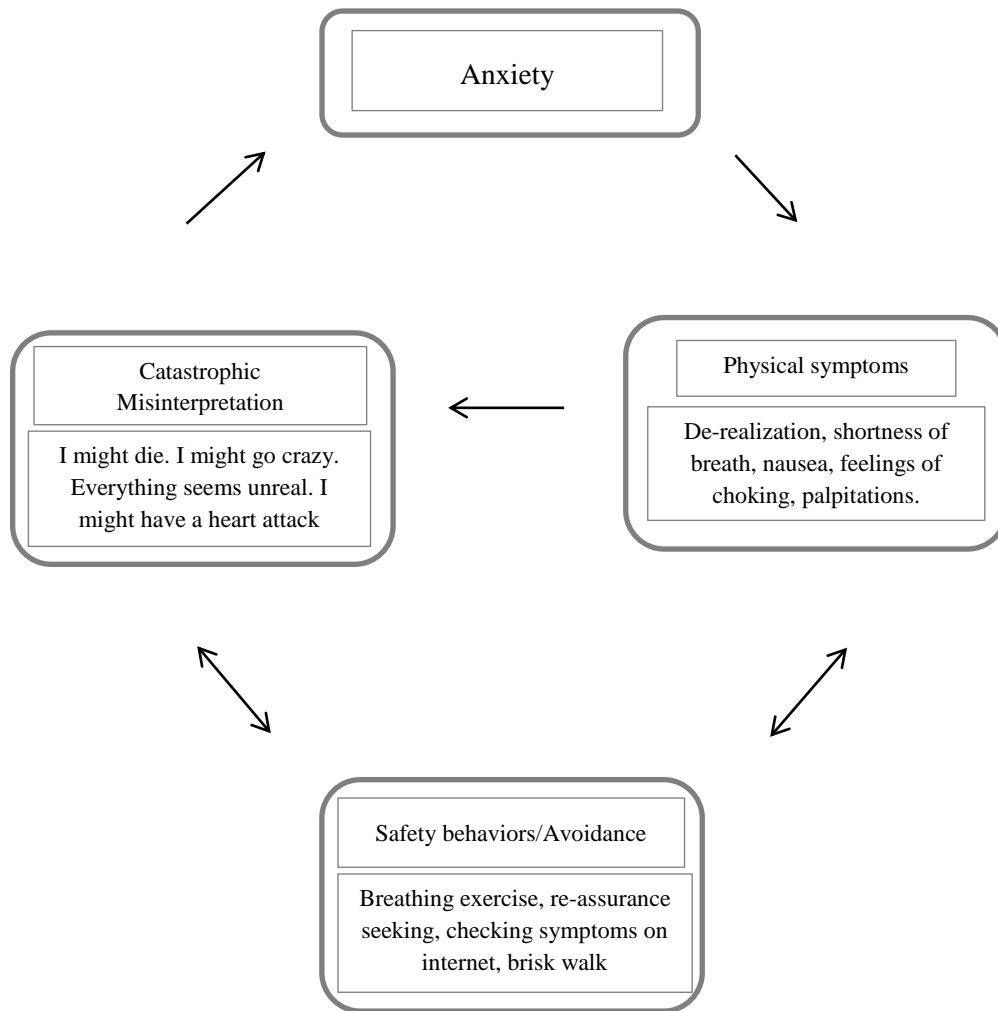 Anxiety
Catastrophic
Misinterpretation
I might die. I might go crazy.
Everything seems unreal. I
might have a heart attack
Physical symptoms
De-realization, shortness of
breath, nausea, feelings of
choking, palpitations.
Safety behaviors/Avoidance
Breathing exercise, re-assurance
seeking, checking symptoms on
internet, brisk walk